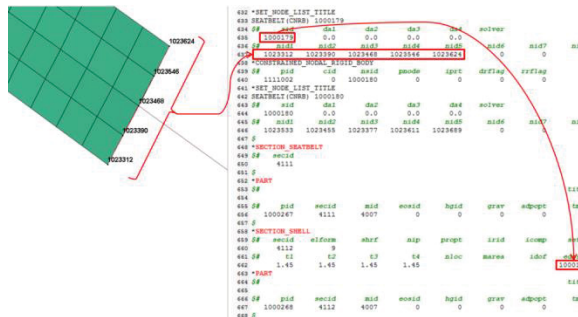 1023624
1023546
1023468
1023390
1023312
632 *SET_NODE_LIST_TITLE
633 SEATBELT(CNRB) 1000179
634 $# sid da1 da2 da3 da4 solver
635 1000179 0.0 0.0 0.0 0.0
636 $# nid1 nid2 nid3 nid4 nid5 nid6 nid7
637 1023312 1023390 1023468 1023546 1023624 0 0
638 *CONSTRAINED_NODAL_RIGID_BODY
639 $# pid cid nsid pnode iprt drflag rrflag
640 1111002 0 1000180 0 0 0 0
641 *SET_NODE_LIST_TITLE
642 SEATBELT(CNRB) 1000180
643 $# sid da1 da2 da3 da4 solver
644 1000180 0.0 0.0 0.0 0.0
645 $# nid1 nid2 nid3 nid4 nid5 nid6 nid7
646 1023533 1023455 1023377 1023611 1023689 0 0
647 $
648 *SECTION_SEATBELT
649 $# secid
650 4111
651 $
652 *PART
653 $#
654
655 $# pid secid mid eosid hgid grav adpopt
656 1000267 4111 4007 0 0 0 0
657 $
658 *SECTION_SHELL
659 $# secid elform shrf nip propt irid icomp
660 4112 9
661 $# t1 t2 t3 t4 nloc marea idof
662 1.45 1.45 1.45 1.45
663 *PART
664 $#
665
666 $# pid secid mid eosid hgid grav adpopt
667 1000268 4112 4007 0 0 0 0
668 $